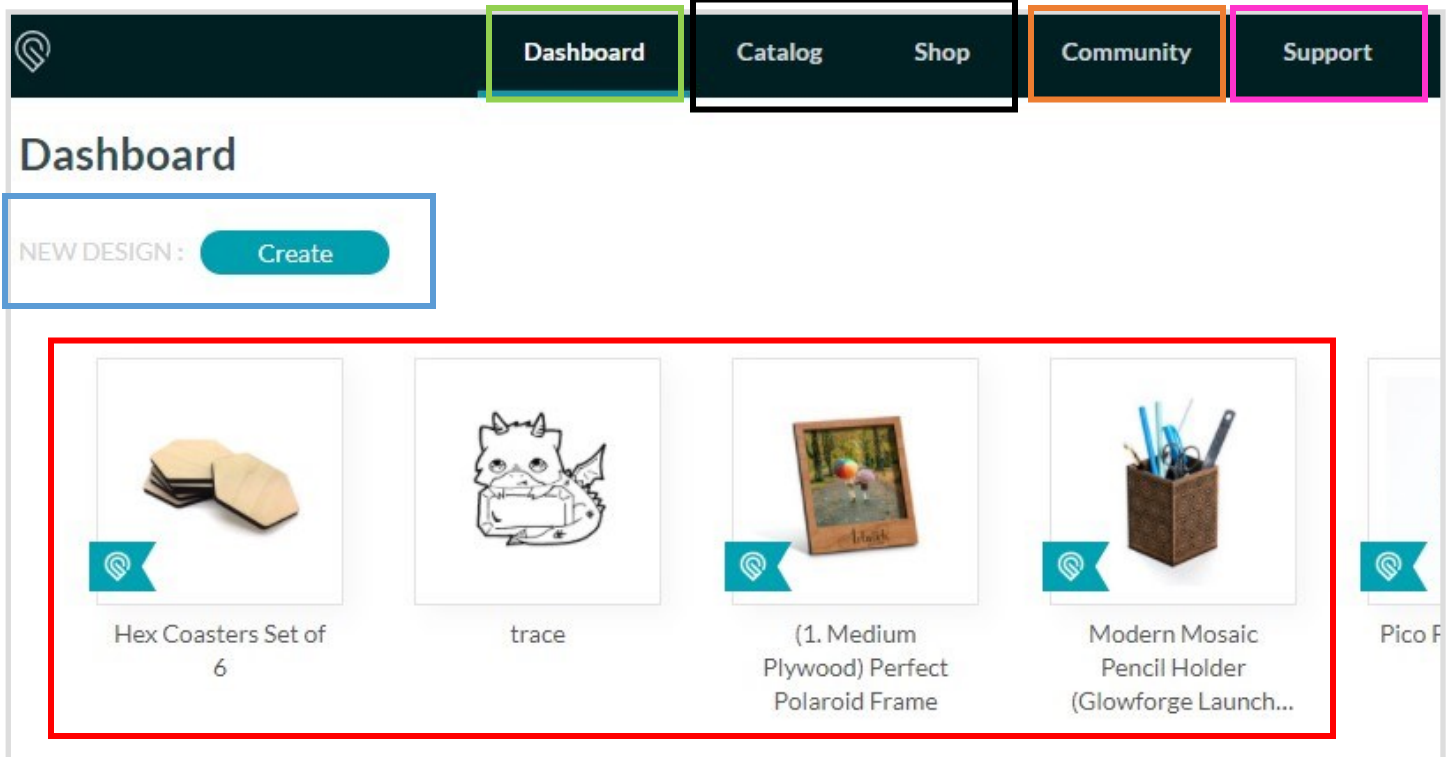 Dashboard Catalog Shop Community Support
Dashboard
NEW DESIGN : Create
Hex Coasters Set of
6
trace
(1. Medium
Plywood) Perfect
Polaroid Frame
Modern Mosaic
Pencil Holder
(Glowforge Launch...
Pico